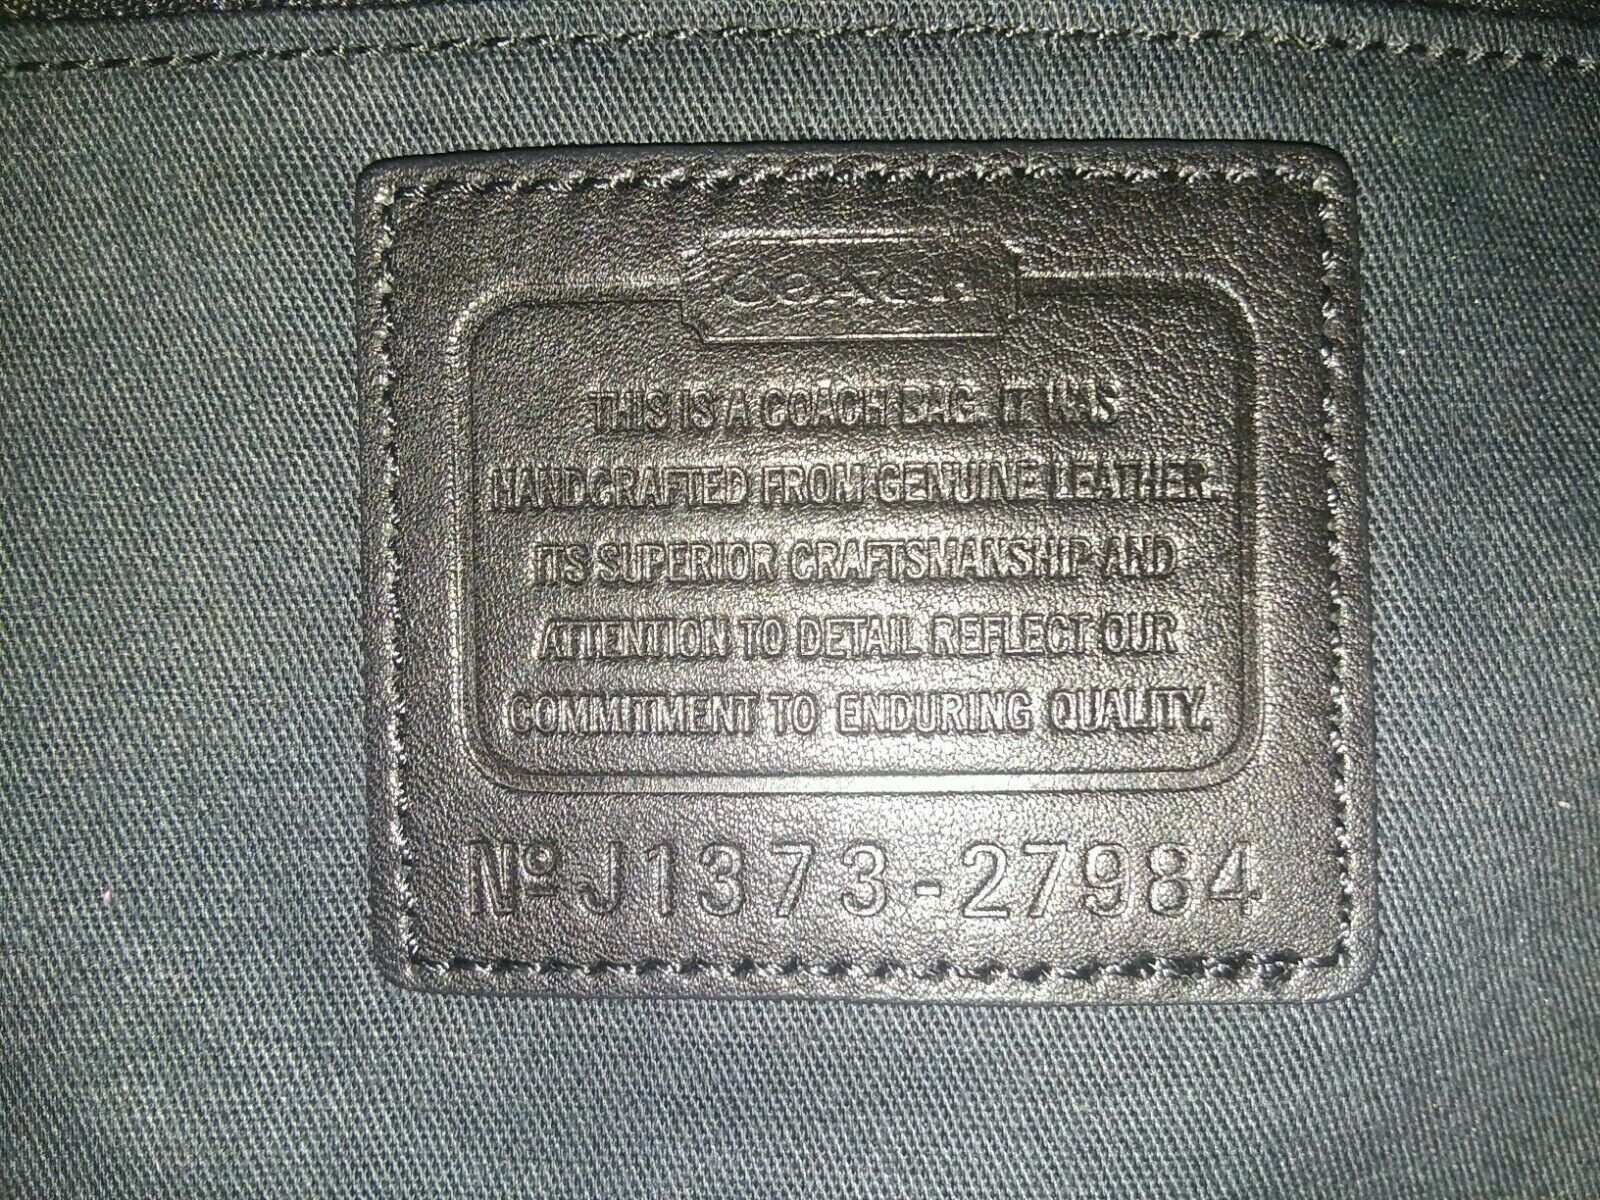 COACH
THIS IS A COACH BAG. IT WAS
HANDCRAFTED FROM GENUINE LEATHER.
ITS SUPERIOR CRAFTSMANSHIP AND
ATTENTION TO DETAIL REFLECT OUR
COMMITMENT TO ENDURING QUALITY.
Nº J1373-27984